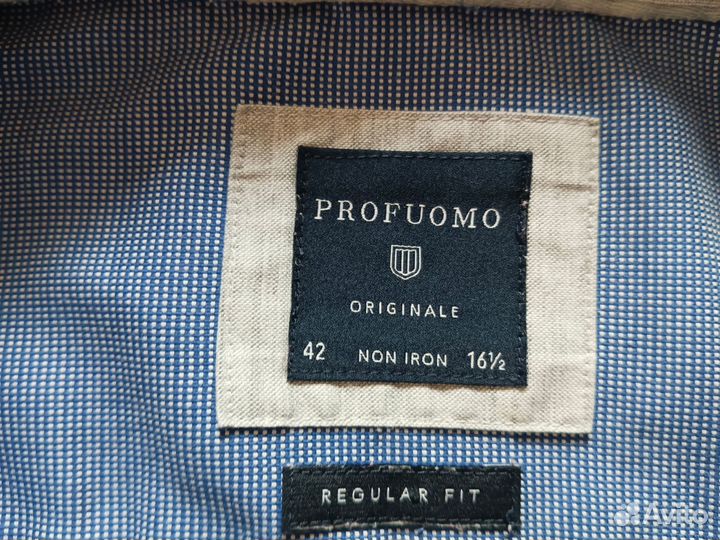 PROFUOMO
ORIGINALE
42 NON IRON 16½
REGULAR FIT
Avito